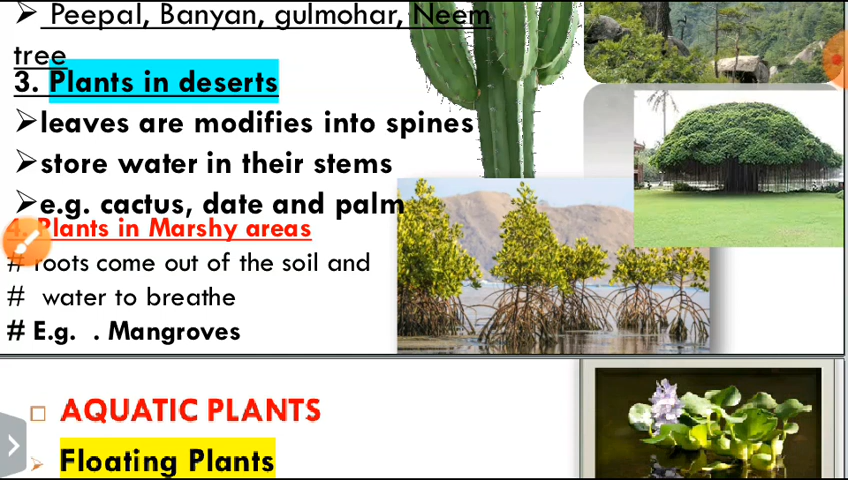 ➢ Peepal, Banyan, gulmohar, Neem
tree
3. Plants in deserts
➢leaves are modifies into spines
➢store water in their stems
➢e.g. cactus, date and palm
4. Plants in Marshy areas
# roots come out of the soil and
# water to breathe
# E.g. . Mangroves
□ AQUATIC PLANTS
➢ Floating Plants